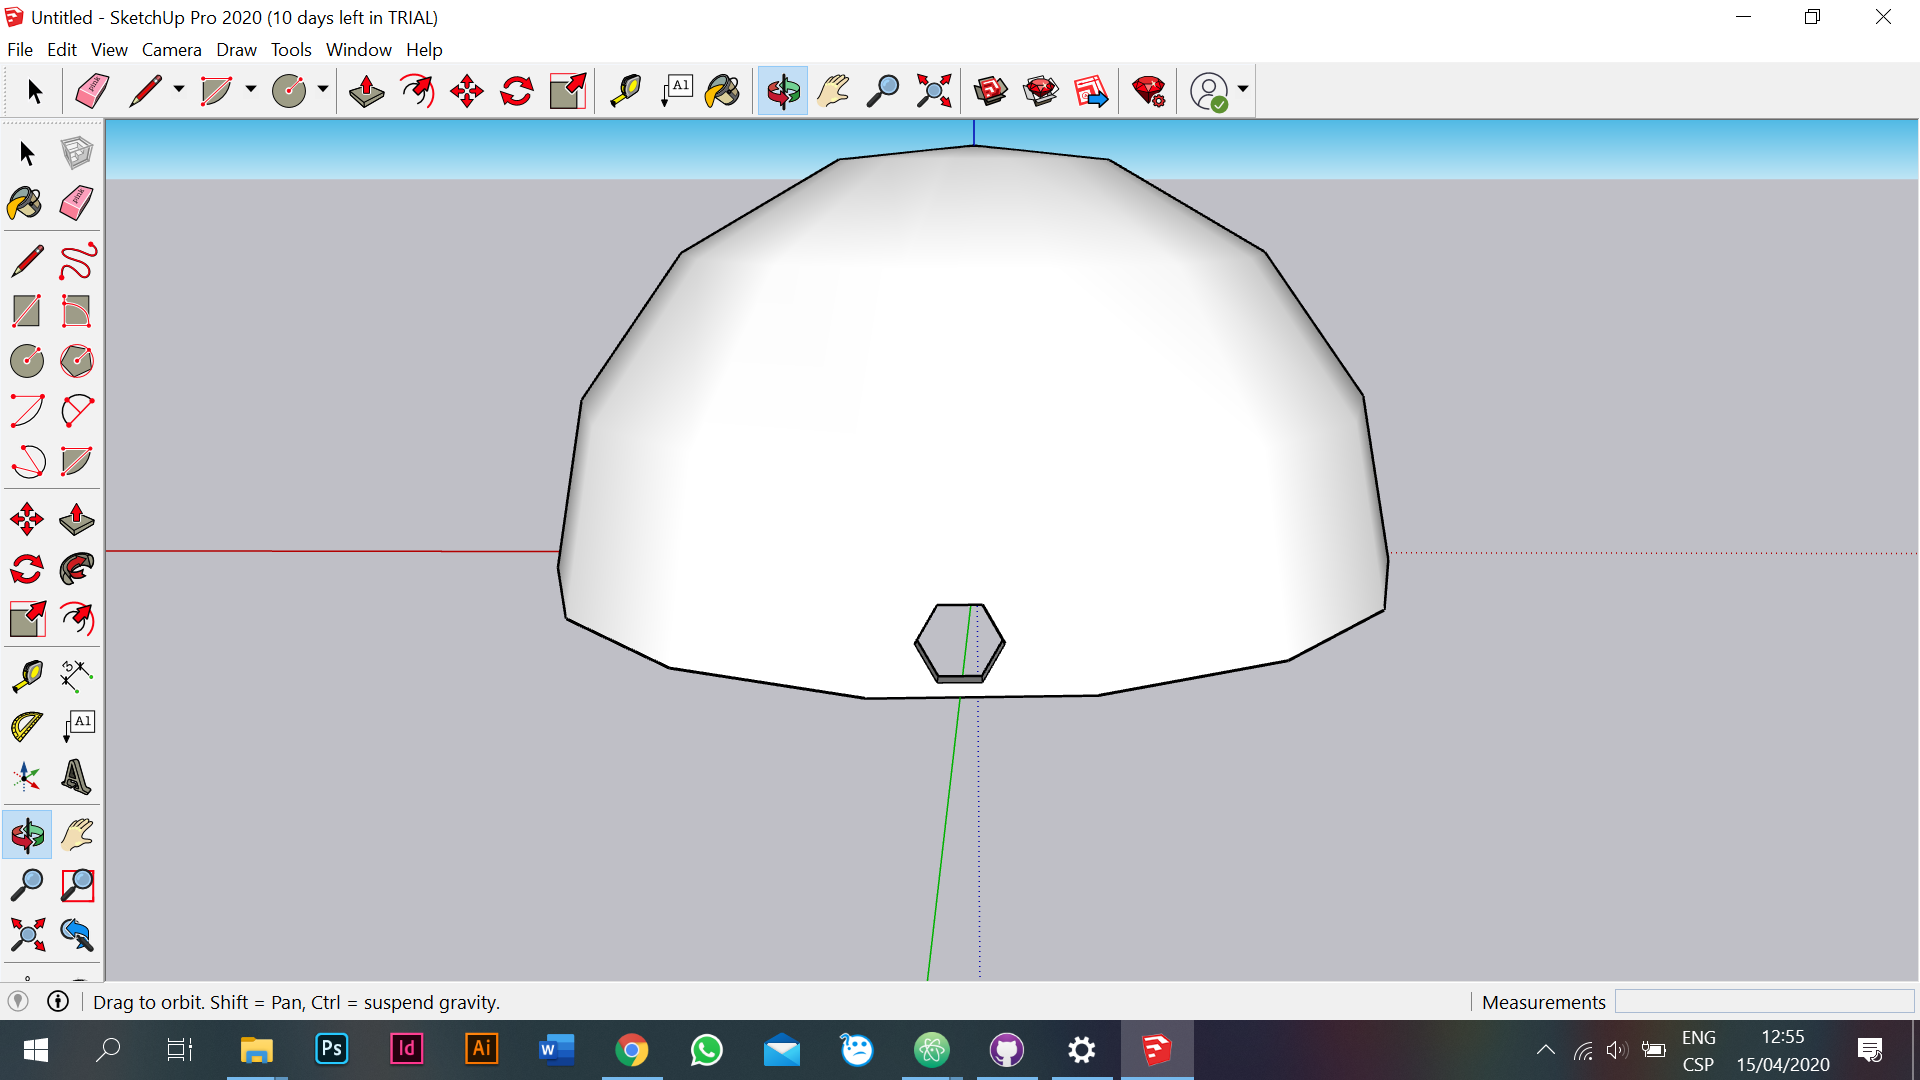 Untitled - SketchUp Pro 2020 (10 days left in TRIAL)
File Edit View Camera Draw Tools Window Help
A1
A1
Drag to orbit. Shift = Pan, Ctrl = suspend gravity.
Measurements
Ps
Id
Ai
W
ENG
CSP
12:55
15/04/2020